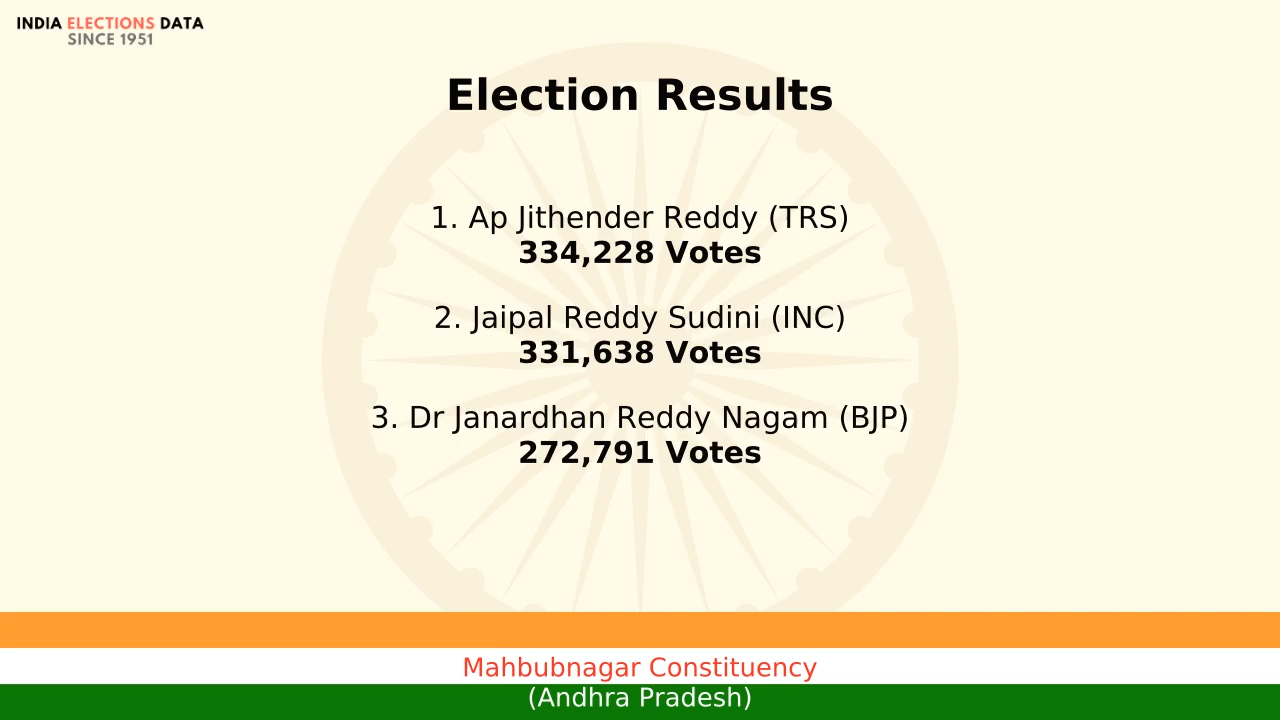 INDIA ELECTIONS DATA
SINCE 1951
Election Results
1. Ap Jithender Reddy (TRS)
334,228 Votes
2. Jaipal Reddy Sudini (INC)
331,638 Votes
3. Dr Janardhan Reddy Nagam (BJP)
272,791 Votes
Mahbubnagar Constituency
(Andhra Pradesh)